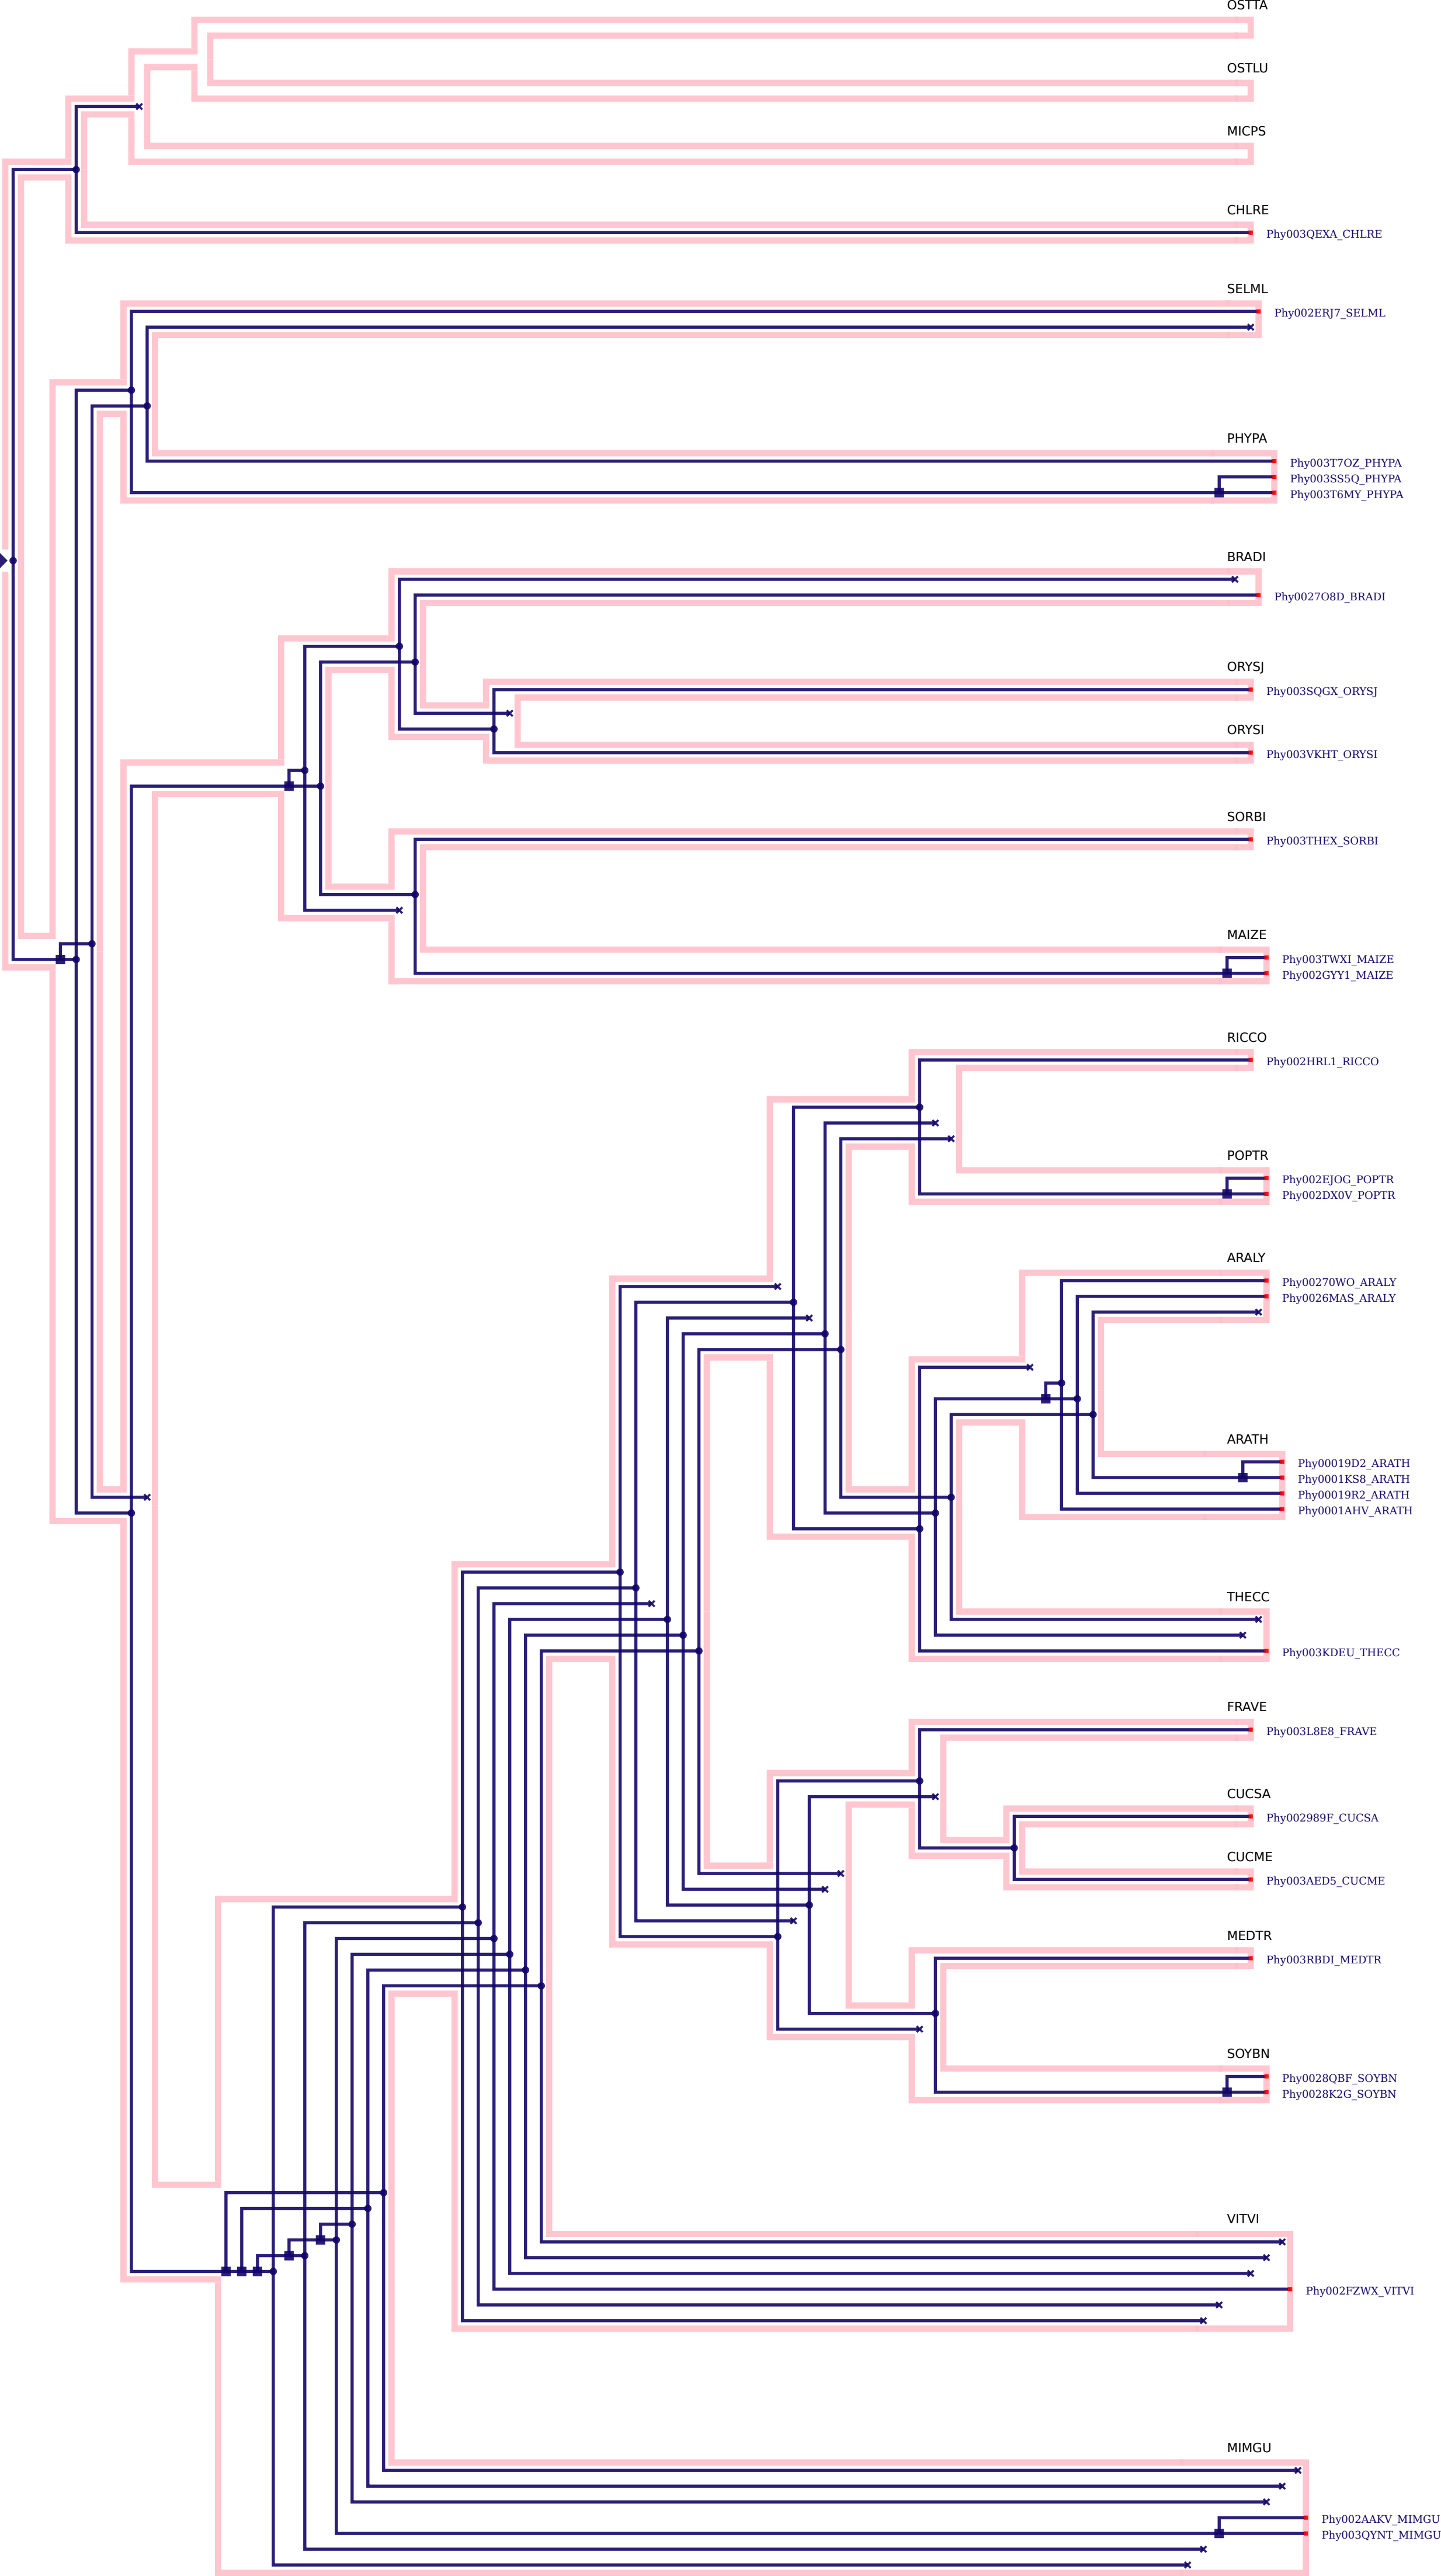 OSTTA
OSTLU
MICPS
CHLRE
Phy003QEXA_CHLRE
SELML
Phy002ERJ7_SELML
PHYPA
Phy003T7OZ_PHYPA
Phy003SS5Q_PHYPA
Phy003T6MY_PHYPA
BRADI
Phy0027O8D_BRADI
ORYSJ
Phy003SQGX_ORYSJ
ORYSI
Phy003VKHT_ORYSI
SORBI
Phy003THEX_SORBI
MAIZE
Phy003TWXI_MAIZE
Phy002GYY1_MAIZE
RICCO
Phy002HRL1_RICCO
POPTR
Phy002EJOG_POPTR
Phy002DX0V_POPTR
ARALY
Phy00270WO_ARALY
Phy0026MAS_ARALY
ARATH
Phy00019D2_ARATH
Phy0001KS8_ARATH
Phy00019R2_ARATH
Phy0001AHV_ARATH
THECC
Phy003KDEU_THECC
FRAVE
Phy003L8E8_FRAVE
CUCSA
Phy002989F_CUCSA
CUCME
Phy003AED5_CUCME
MEDTR
Phy003RBDI_MEDTR
SOYBN
Phy0028QBF_SOYBN
Phy0028K2G_SOYBN
VITVI
Phy002FZWX_VITVI
MIMGU
Phy002AAKV_MIMGU
Phy003QYNT_MIMGU